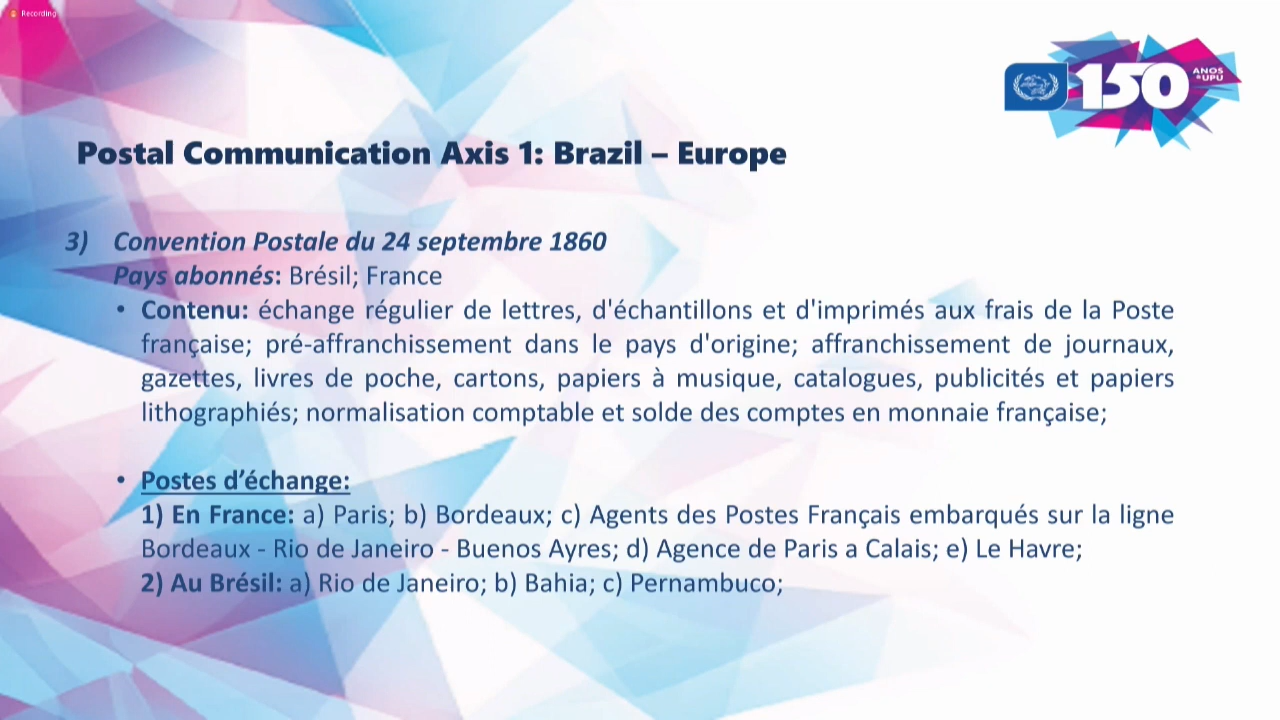 Recording
150 ANOS
UPU
Postal Communication Axis 1: Brazil – Europe
3) Convention Postale du 24 septembre 1860
Pays abonnés: Brésil; France
• Contenu: échange régulier de lettres, d'échantillons et d'imprimés aux frais de la Poste
française; pré-affranchissement dans le pays d'origine; affranchissement de journaux,
gazettes, livres de poche, cartons, papiers à musique, catalogues, publicités et papiers
lithographiés; normalisation comptable et solde des comptes en monnaie française;
• Postes d’échange:
1) En France: a) Paris; b) Bordeaux; c) Agents des Postes Français embarqués sur la ligne
Bordeaux - Rio de Janeiro - Buenos Ayres; d) Agence de Paris a Calais; e) Le Havre;
2) Au Brésil: a) Rio de Janeiro; b) Bahia; c) Pernambuco;